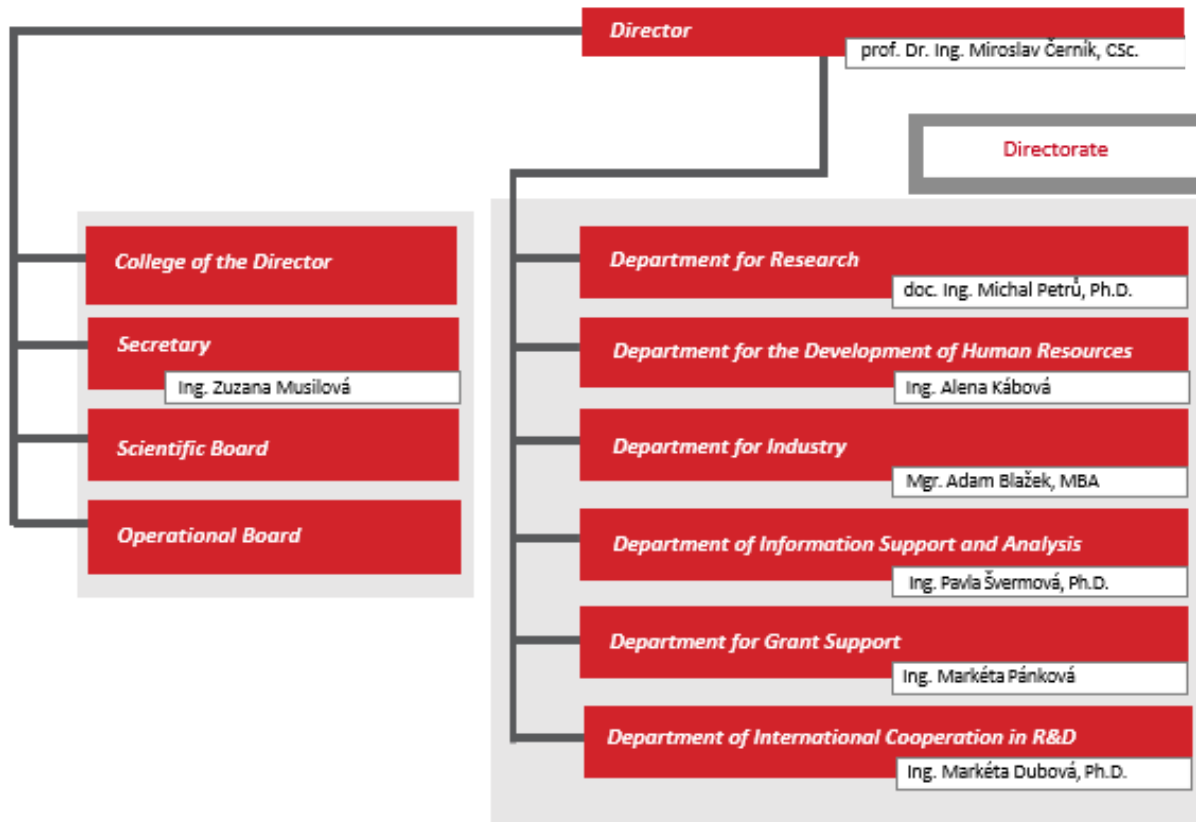 Director
prof. Dr. Ing. Miroslav Černík, CSc.
Directorate
College of the Director
Secretary
Ing. Zuzana Musilová
Scientific Board
Operational Board
Department for Research
doc. Ing. Michal Petrů, Ph.D.
Department for the Development of Human Resources
Ing. Alena Kábová
Department for Industry
Mgr. Adam Blažek, MBA
Department of Information Support and Analysis
Ing. Pavla Švermová, Ph.D.
Department for Grant Support
Ing. Markéta Pánková
Department of International Cooperation in R&D
Ing. Markéta Dubová, Ph.D.